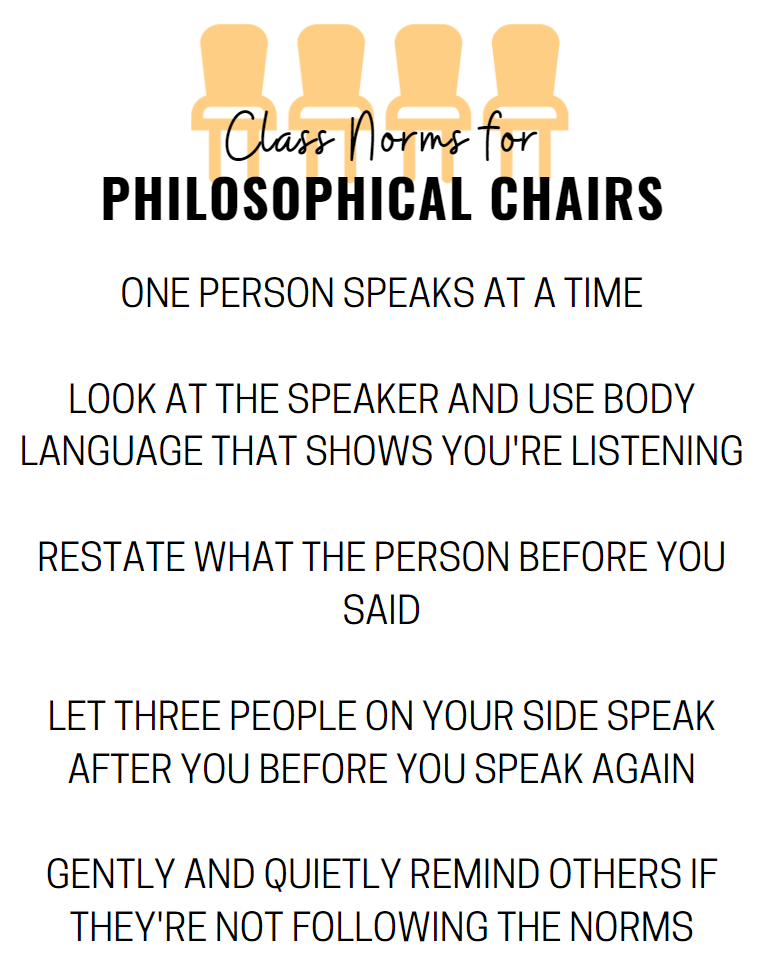 Class Norms for
PHILOSOPHICAL CHAIRS
ONE PERSON SPEAKS AT A TIME
LOOK AT THE SPEAKER AND USE BODY
LANGUAGE THAT SHOWS YOU'RE LISTENING
RESTATE WHAT THE PERSON BEFORE YOU
SAID
LET THREE PEOPLE ON YOUR SIDE SPEAK
AFTER YOU BEFORE YOU SPEAK AGAIN
GENTLY AND QUIETLY REMIND OTHERS IF
THEY'RE NOT FOLLOWING THE NORMS